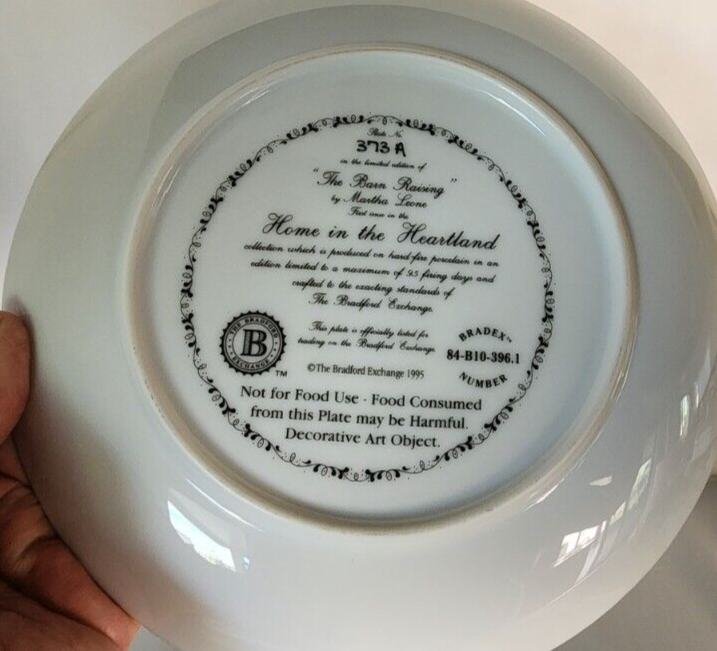 Plate No.
373 A
in the limited edition of
"The Barn Raising"
by Martha Leone
First issue in the
Home in the Heartland
collection which is produced on hard-fire porcelain in an
edition limited to a maximum of 95 firing days and
crafted to the exacting standards of
The Bradford Exchange.
This plate is officially listed for
trading on the Bradford Exchange.
THE BRADFORD
B
EXCHANGE
TM
BRADEX™
84-B10-396.1
NUMBER
©The Bradford Exchange 1995
Not for Food Use - Food Consumed
from this Plate may be Harmful.
Decorative Art Object.